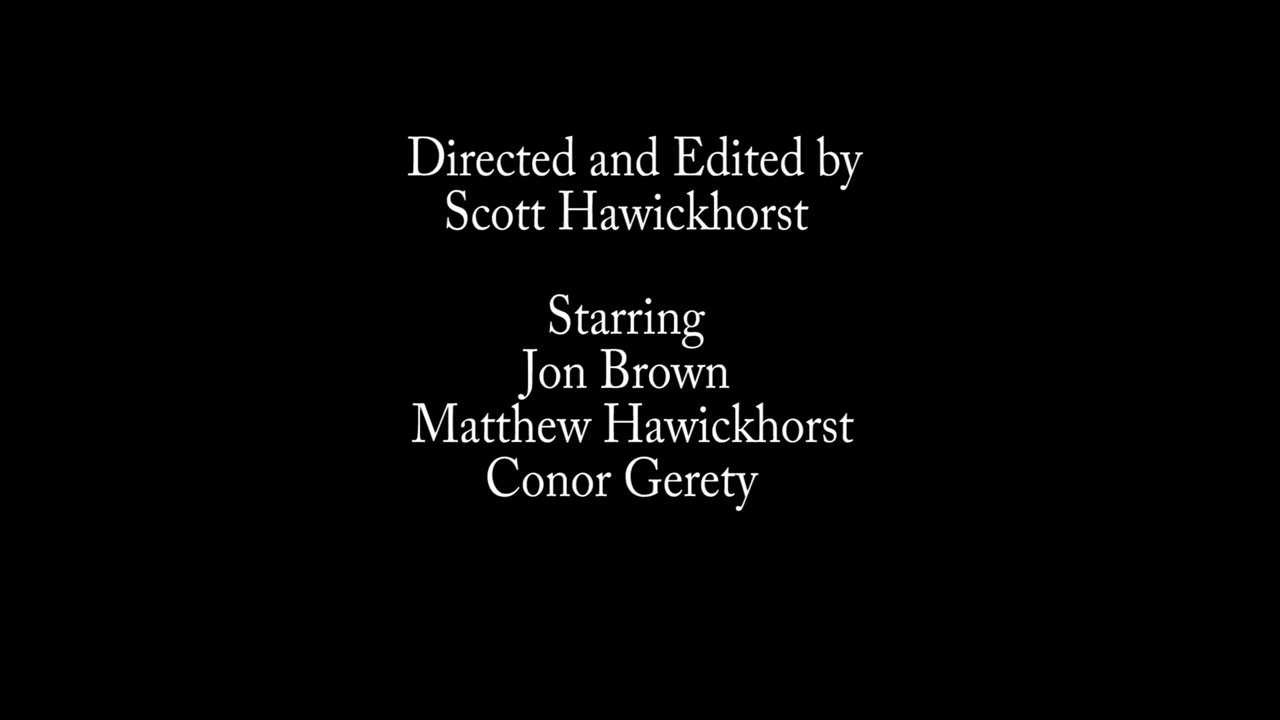 Directed and Edited by
Scott Hawickhorst
Starring
Jon Brown
Matthew Hawickhorst
Conor Gerety